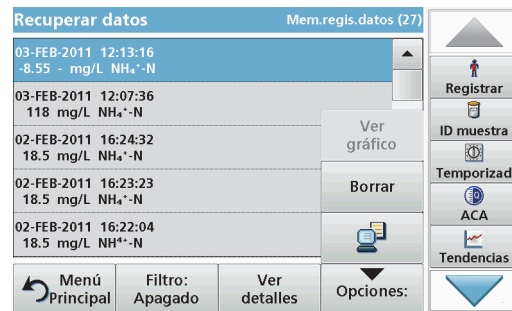 Recuperar datos
Mem.regis.datos (27)
03-FEB-2011 12:13:16
-8.55 - mg/L NH₄⁺-N
03-FEB-2011 12:07:36
118 mg/L NH₄⁺-N
02-FEB-2011 16:24:32
18.5 mg/L NH₄⁺-N
02-FEB-2011 16:23:23
18.5 mg/L NH₄⁺-N
02-FEB-2011 16:22:04
18.5 mg/L NH⁴⁺-N
Ver
gráfico
Borrar
Menú
Principal
Filtro:
Apagado
Ver
detalles
Opciones:
Registrar
ID muestra
Temporizad
ACA
Tendencias